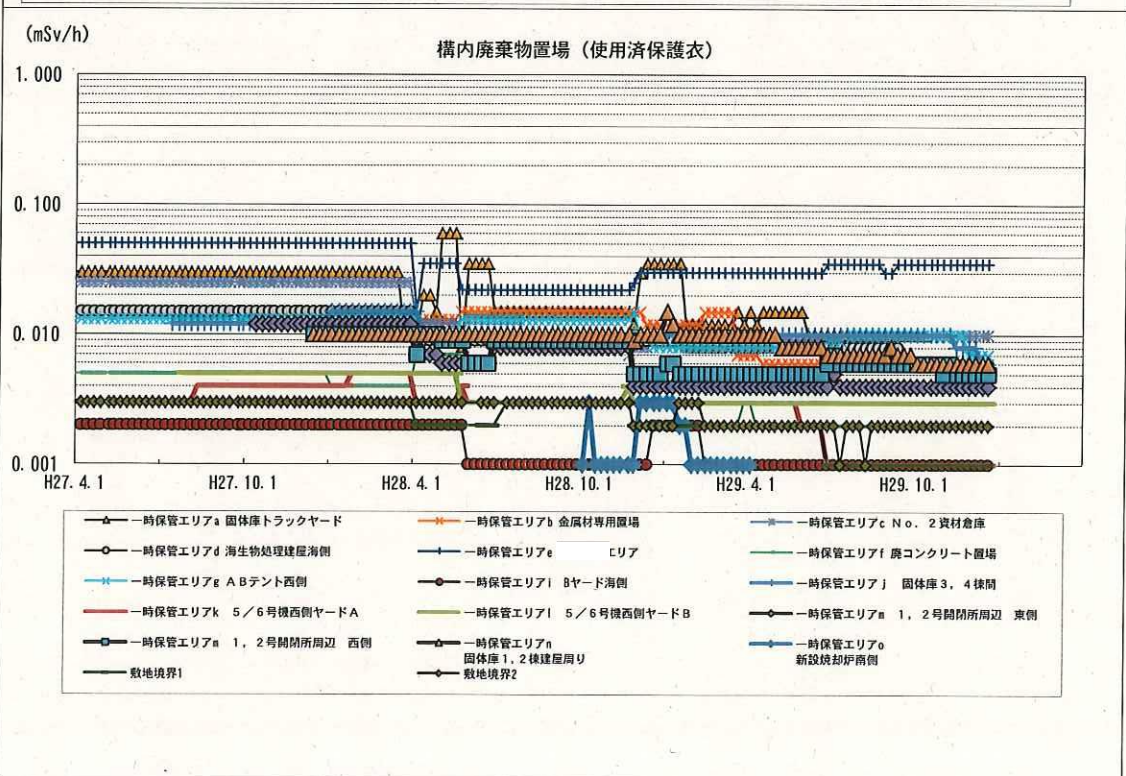 (mSv/h)
構内廃棄物置場（使用済保護衣）
1.000
0.100
0.010
0.001
H27.4.1 H27.10.1 H28.4.1 H28.10.1 H29.4.1 H29.10.1
一時保管エリアa 固体庫トラックヤード 一時保管エリアb 金属材専用置場 一時保管エリアc No．2資材倉庫
一時保管エリアd 海生物処理建屋海側 一時保管エリアe エリア 一時保管エリアf 廃コンクリート置場
一時保管エリアg ABテント西側 一時保管エリアi Bヤード海側 一時保管エリアj 固体庫3，4棟間
一時保管エリアk 5／6号機西側ヤードA 一時保管エリアl 5／6号機西側ヤードB 一時保管エリアm 1，2号開閉所周辺 東側
一時保管エリアm 1，2号開閉所周辺 西側 一時保管エリアn 一時保管エリアo
固体庫1,2棟建屋周り 新設焼却炉南側
敷地境界1 敷地境界2